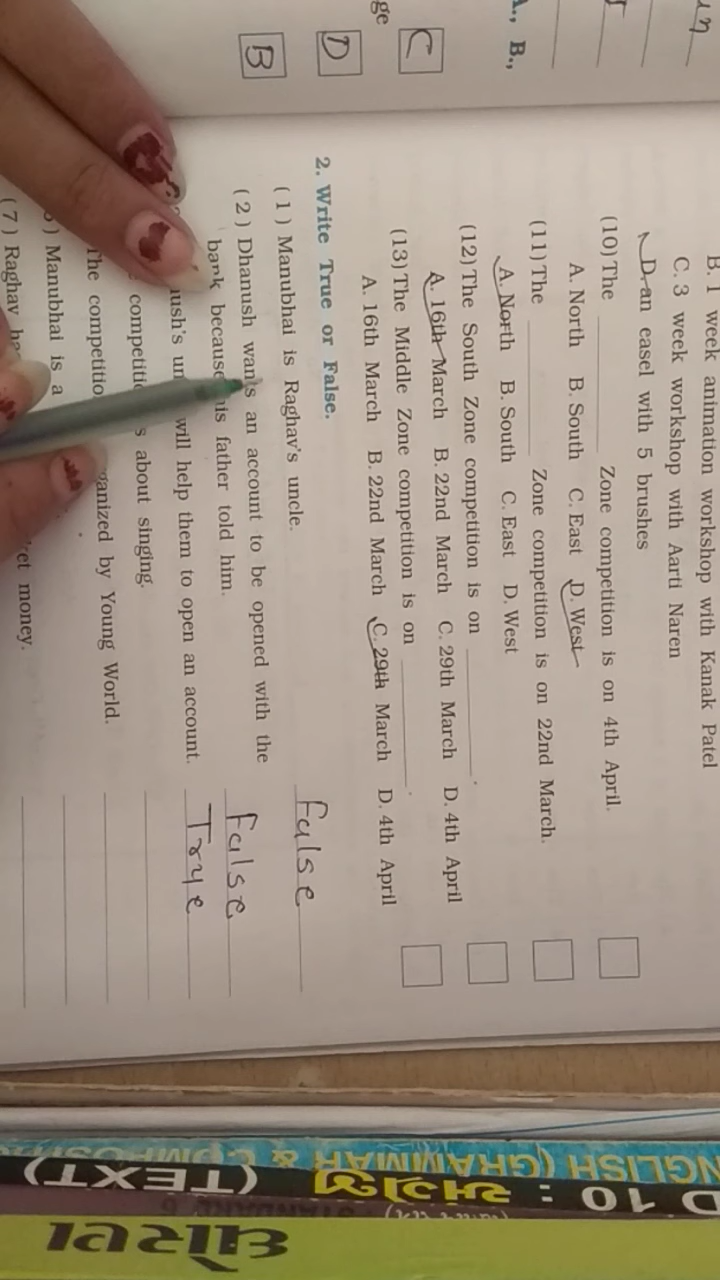 B. 1 week animation workshop with Kanak Patel
C. 3 week workshop with Aarti Naren
D. an easel with 5 brushes
(10) The ________ Zone competition is on 4th April.
A. North B. South C. East D. West
(11) The ________ Zone competition is on 22nd March.
A. North B. South C. East D. West
(12) The South Zone competition is on ________.
A. 16th March B. 22nd March C. 29th March D. 4th April
(13) The Middle Zone competition is on ________.
A. 16th March B. 22nd March C. 29th March D. 4th April
2. Write True or False.
(1) Manubhai is Raghav's uncle. False
(2) Dhanush wants an account to be opened with the
bank because his father told him. False
will help them to open an account. True
about singing.
The by Young World.
Manubhai is a
(7) Raghav money.
A., B.,
ge
C
D
B
(GRAMMAR &
D 10 : અંગ્રેજી (TEXT)
ધોરણ